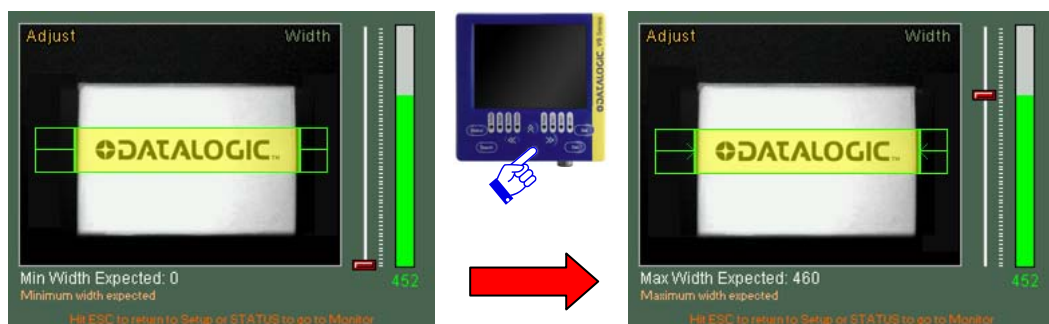 Adjust Width
DATALOGIC™
Min Width Expected: 0
Minimum width expected
452
Hit ESC to return to Setup or STATUS to go to Monitor
DATALOGIC
Adjust Width
DATALOGIC™
Max Width Expected: 460
Maximum width expected
452
Hit ESC to return to Setup or STATUS to go to Monitor